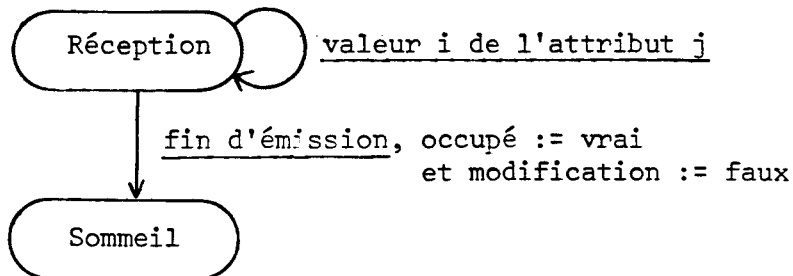 Réception
valeur i de l'attribut j
fin d'émission, occupé := vrai
et modification := faux
Sommeil